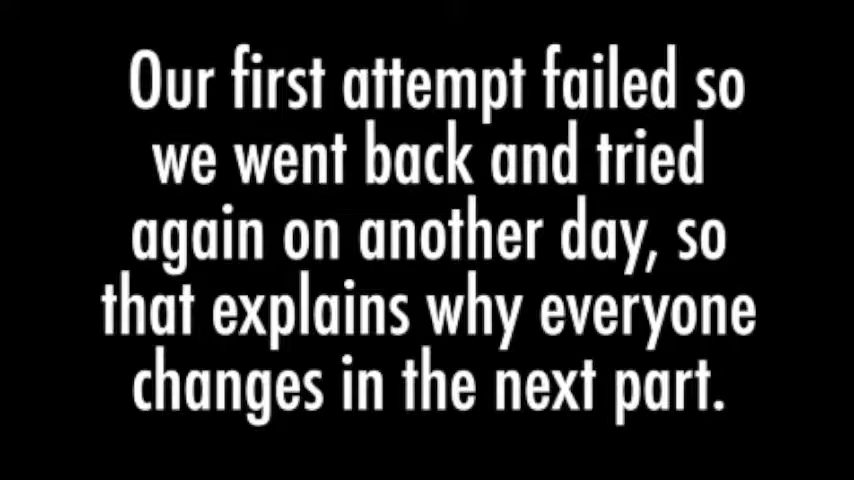 Our first attempt failed so
we went back and tried
again on another day, so
that explains why everyone
changes in the next part.